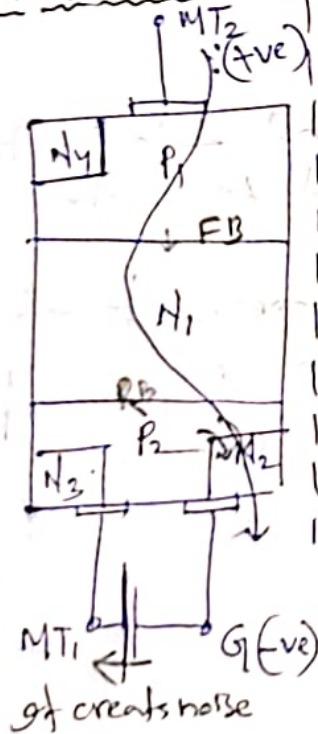 MT2
(+ve)
N4
P1
FB
N1
RB
P2
N2
N3
MT1
G(-ve)
It creats noise